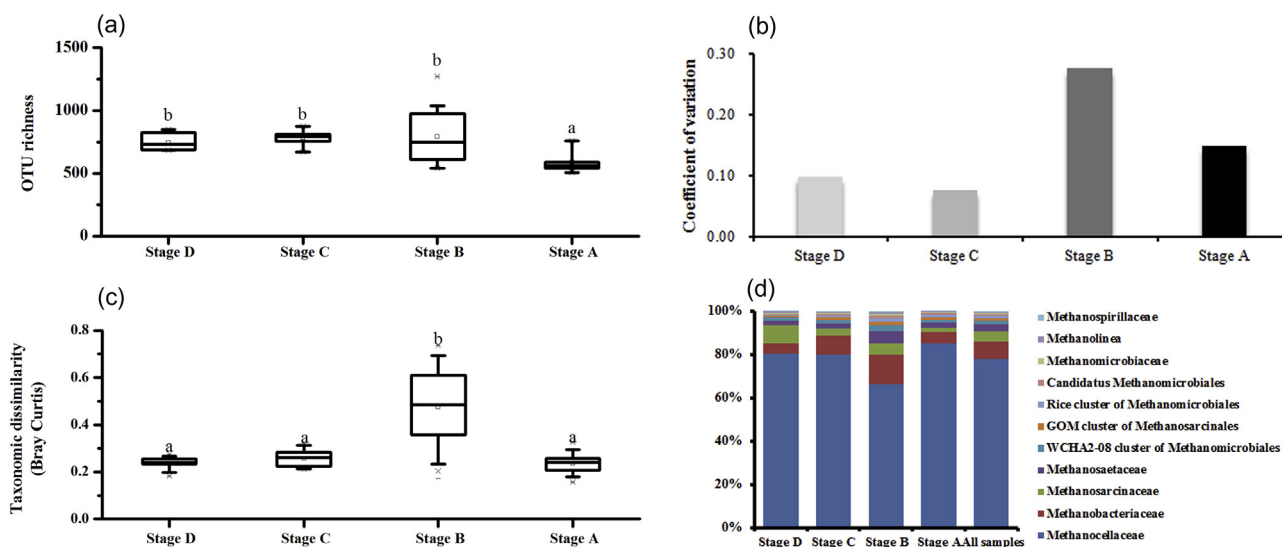 (a)
OTU richness
1500
1000
500
0
b
b
b
a
Stage D
Stage C
Stage B
Stage A
(b)
Coefficient of variation
0.30
0.20
0.10
0.00
Stage D
Stage C
Stage B
Stage A
(c)
Taxonomic dissimilarity
(Bray Curtis)
0.8
0.6
0.4
0.2
0.0
a
a
b
a
Stage D
Stage C
Stage B
Stage A
(d)
100%
80%
60%
40%
20%
0%
Stage D
Stage C
Stage B
Stage A
All samples
Methanospirillaceae
Methanolinea
Methanomicrobiaceae
Candidatus Methanomicrobiales
Rice cluster of Methanomicrobiales
GOM cluster of Methanosarcinales
WCHA2-08 cluster of Methanomicrobiales
Methanosaetaceae
Methanosarcinaceae
Methanobacteriaceae
Methanocellaceae